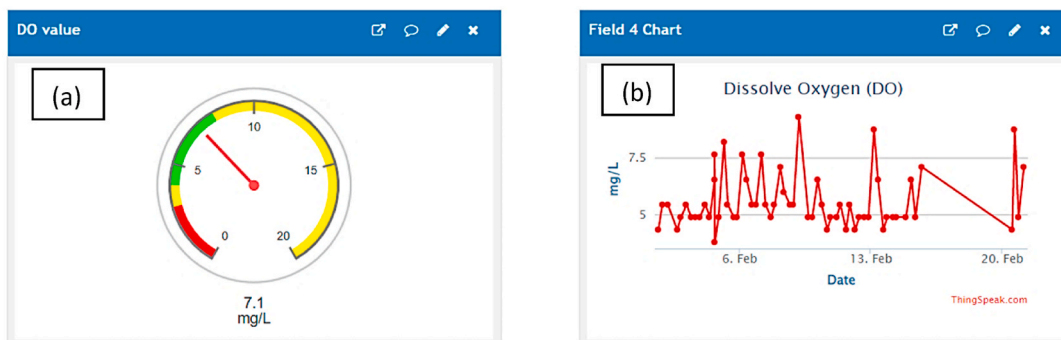 DO value
(a)
10
5
15
0
20
7.1
mg/L
Field 4 Chart
(b)
Dissolve Oxygen (DO)
mg/L
7.5
5
6. Feb
13. Feb
20. Feb
Date
ThingSpeak.com